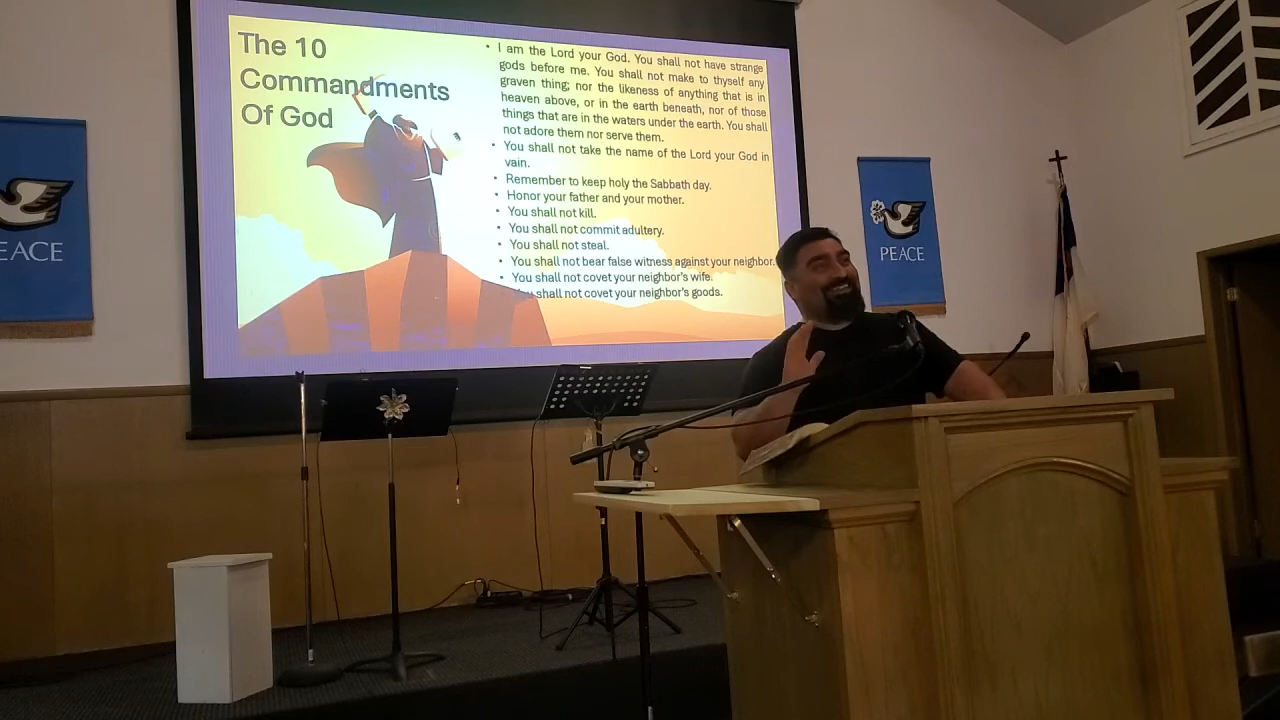 The 10
Commandments
Of God
• I am the Lord your God. You shall not have strange
gods before me. You shall not make to thyself any
graven thing; nor the likeness of anything that is in
heaven above, or in the earth beneath, nor of those
things that are in the waters under the earth. You shall
not adore them nor serve them.
• You shall not take the name of the Lord your God in
vain.
• Remember to keep holy the Sabbath day.
• Honor your father and your mother.
• You shall not kill.
• You shall not commit adultery.
• You shall not steal.
• You shall not bear false witness against your neighbor.
• You shall not covet your neighbor's wife.
You shall not covet your neighbor's goods.
EACE
PEACE